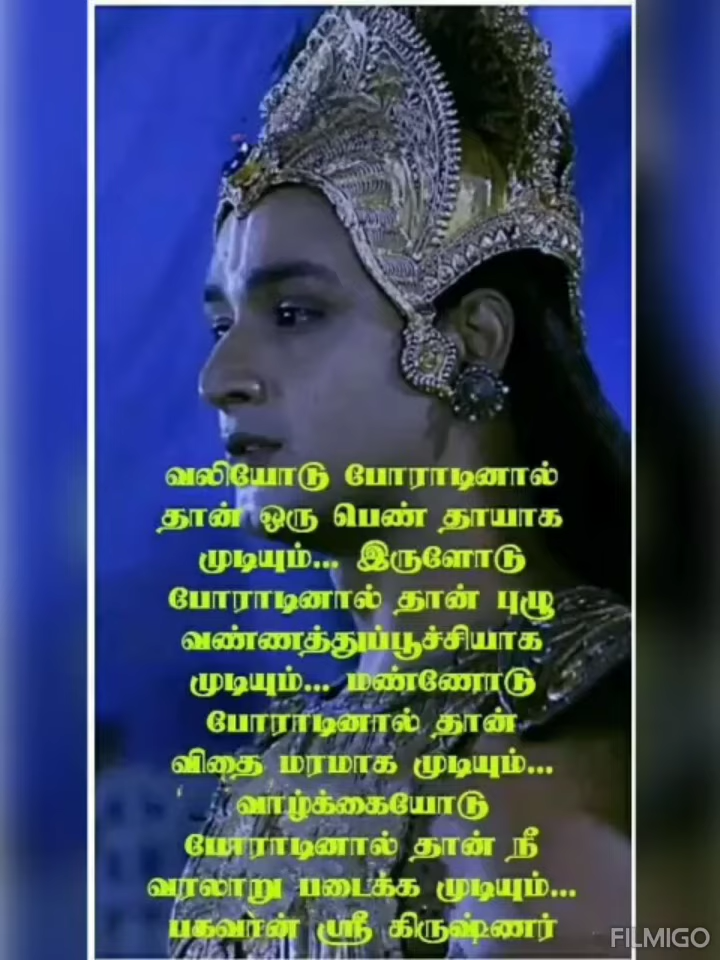 வலியோடு போராடினால்
தான் ஒரு பெண் தாயாக
முடியும்... இருளோடு
போராடினால் தான் புழு
வண்ணத்துப்பூச்சியாக
முடியும்... மண்ணோடு
போராடினால் தான்
விதை மரமாக முடியும்...
வாழ்க்கையோடு
போராடினால் தான் நீ
வரலாறு படைக்க முடியும்...
பகவான் ஸ்ரீ கிருஷ்ணர்
FILMIGO